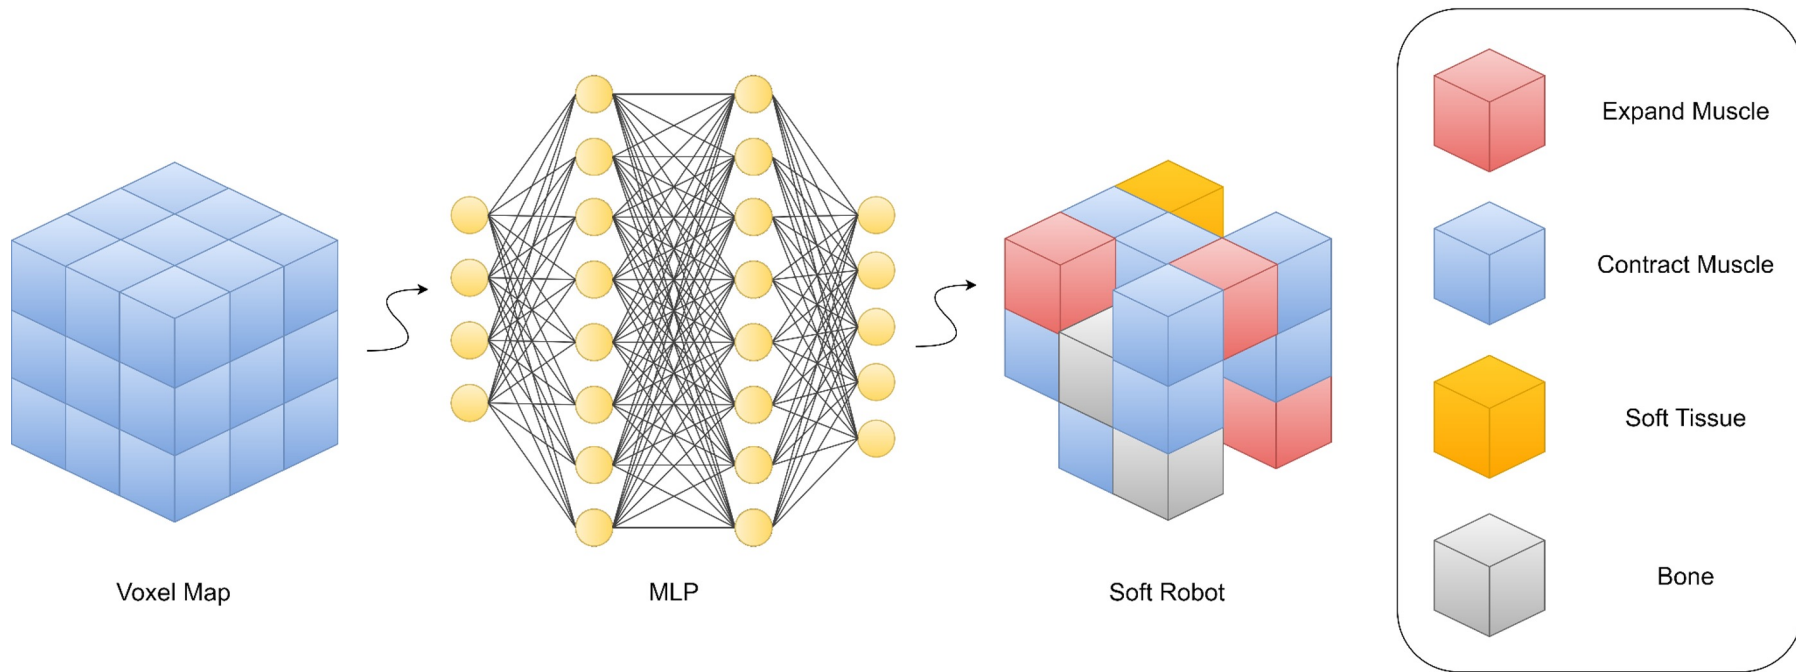 Expand Muscle
Contract Muscle
Soft Tissue
Bone
Voxel Map
MLP
Soft Robot